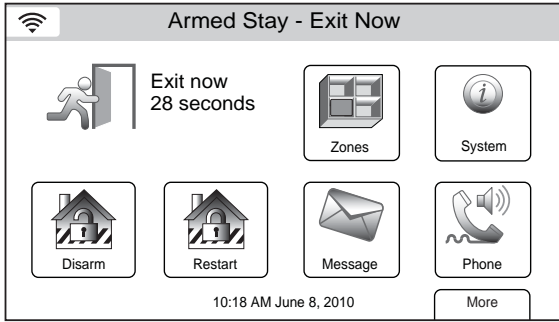 Armed Stay - Exit Now
Exit now
28 seconds
Zones
i
System
Disarm
Restart
Message
Phone
10:18 AM June 8, 2010
More